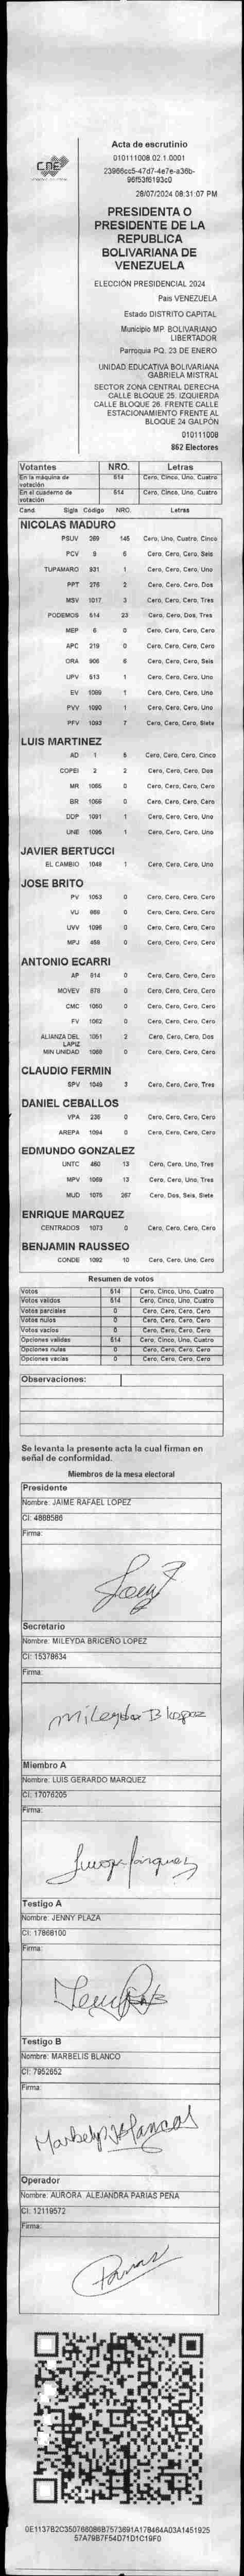 CNE
Acta de escrutinio
010111008.02.1.0001
23966cc5-47d7-4e7e-a36b-
96f53f6193c0
28/07/2024 08:31:07 PM
PRESIDENTA O
PRESIDENTE DE LA
REPUBLICA
BOLIVARIANA DE
VENEZUELA
ELECCIÓN PRESIDENCIAL 2024
Pais VENEZUELA
Estado DISTRITO CAPITAL
Municipio MP. BOLIVARIANO
LIBERTADOR
Parroquia PQ. 23 DE ENERO
UNIDAD EDUCATIVA BOLIVARIANA
GABRIELA MISTRAL
SECTOR ZONA CENTRAL DERECHA
CALLE BLOQUE 25. IZQUIERDA
CALLE BLOQUE 26. FRENTE CALLE
ESTACIONAMIENTO FRENTE AL
BLOQUE 24 GALPÓN
010111008
862 Electores
Votantes NRO. Letras
En la máquina de votación 514 Cero, Cinco, Uno, Cuatro
En el cuaderno de votación 514 Cero, Cinco, Uno, Cuatro
Cand. Sigla Código NRO. Letras
NICOLAS MADURO
PSUV 269 145 Cero, Uno, Cuatro, Cinco
PCV 9 6 Cero, Cero, Cero, Seis
TUPAMARO 931 1 Cero, Cero, Cero, Uno
PPT 276 2 Cero, Cero, Cero, Dos
MSV 1017 3 Cero, Cero, Cero, Tres
PODEMOS 514 23 Cero, Cero, Dos, Tres
MEP 6 0 Cero, Cero, Cero, Cero
APC 219 0 Cero, Cero, Cero, Cero
ORA 906 6 Cero, Cero, Cero, Seis
UPV 613 1 Cero, Cero, Cero, Uno
EV 1089 1 Cero, Cero, Cero, Uno
PVV 1090 1 Cero, Cero, Cero, Uno
PFV 1093 7 Cero, Cero, Cero, Siete
LUIS MARTINEZ
AD 1 5 Cero, Cero, Cero, Cinco
COPEI 2 2 Cero, Cero, Cero, Dos
MR 1065 0 Cero, Cero, Cero, Cero
BR 1066 0 Cero, Cero, Cero, Cero
DDP 1091 1 Cero, Cero, Cero, Uno
UNE 1095 1 Cero, Cero, Cero, Uno
JAVIER BERTUCCI
EL CAMBIO 1048 1 Cero, Cero, Cero, Uno
JOSE BRITO
PV 1053 0 Cero, Cero, Cero, Cero
VU 868 0 Cero, Cero, Cero, Cero
UVV 1096 0 Cero, Cero, Cero, Cero
MPJ 458 0 Cero, Cero, Cero, Cero
ANTONIO ECARRI
AP 914 0 Cero, Cero, Cero, Cero
MOVEV 878 0 Cero, Cero, Cero, Cero
CMC 1060 0 Cero, Cero, Cero, Cero
FV 1062 0 Cero, Cero, Cero, Cero
ALIANZA DEL LAPIZ 1051 2 Cero, Cero, Cero, Dos
MIN UNIDAD 1088 0 Cero, Cero, Cero, Cero
CLAUDIO FERMIN
SPV 1049 3 Cero, Cero, Cero, Tres
DANIEL CEBALLOS
VPA 236 0 Cero, Cero, Cero, Cero
AREPA 1094 0 Cero, Cero, Cero, Cero
EDMUNDO GONZALEZ
UNTC 460 13 Cero, Cero, Uno, Tres
MPV 1069 13 Cero, Cero, Uno, Tres
MUD 1075 267 Cero, Dos, Seis, Siete
ENRIQUE MARQUEZ
CENTRADOS 1073 0 Cero, Cero, Cero, Cero
BENJAMIN RAUSSEO
CONDE 1092 10 Cero, Cero, Uno, Cero
Resumen de votos
Votos 514 Cero, Cinco, Uno, Cuatro
Votos válidos 514 Cero, Cinco, Uno, Cuatro
Votos parciales 0 Cero, Cero, Cero, Cero
Votos nulos 0 Cero, Cero, Cero, Cero
Votos vacíos 0 Cero, Cero, Cero, Cero
Opciones válidas 514 Cero, Cinco, Uno, Cuatro
Opciones nulas 0 Cero, Cero, Cero, Cero
Opciones vacías 0 Cero, Cero, Cero, Cero
Observaciones:
Se levanta la presente acta la cual firman en
señal de conformidad.
Miembros de la mesa electoral
Presidente
Nombre: JAIME RAFAEL LOPEZ
CI: 4888586
Firma:
Secretario
Nombre: MILEYDA BRICEÑO LOPEZ
CI: 15378634
Firma:
Mileyda B Lopez
Miembro A
Nombre: LUIS GERARDO MARQUEZ
CI: 17076205
Firma:
Testigo A
Nombre: JENNY PLAZA
CI: 17868100
Firma:
Testigo B
Nombre: MARBELIS BLANCO
CI: 7952652
Firma:
Marbelys Blanco
Operador
Nombre: AURORA ALEJANDRA PARIAS PEÑA
CI: 12119572
Firma:
Parias
0E1137B2C350766086B7573691A178464A03A1451925
57A79B7F54D71D1C19F0